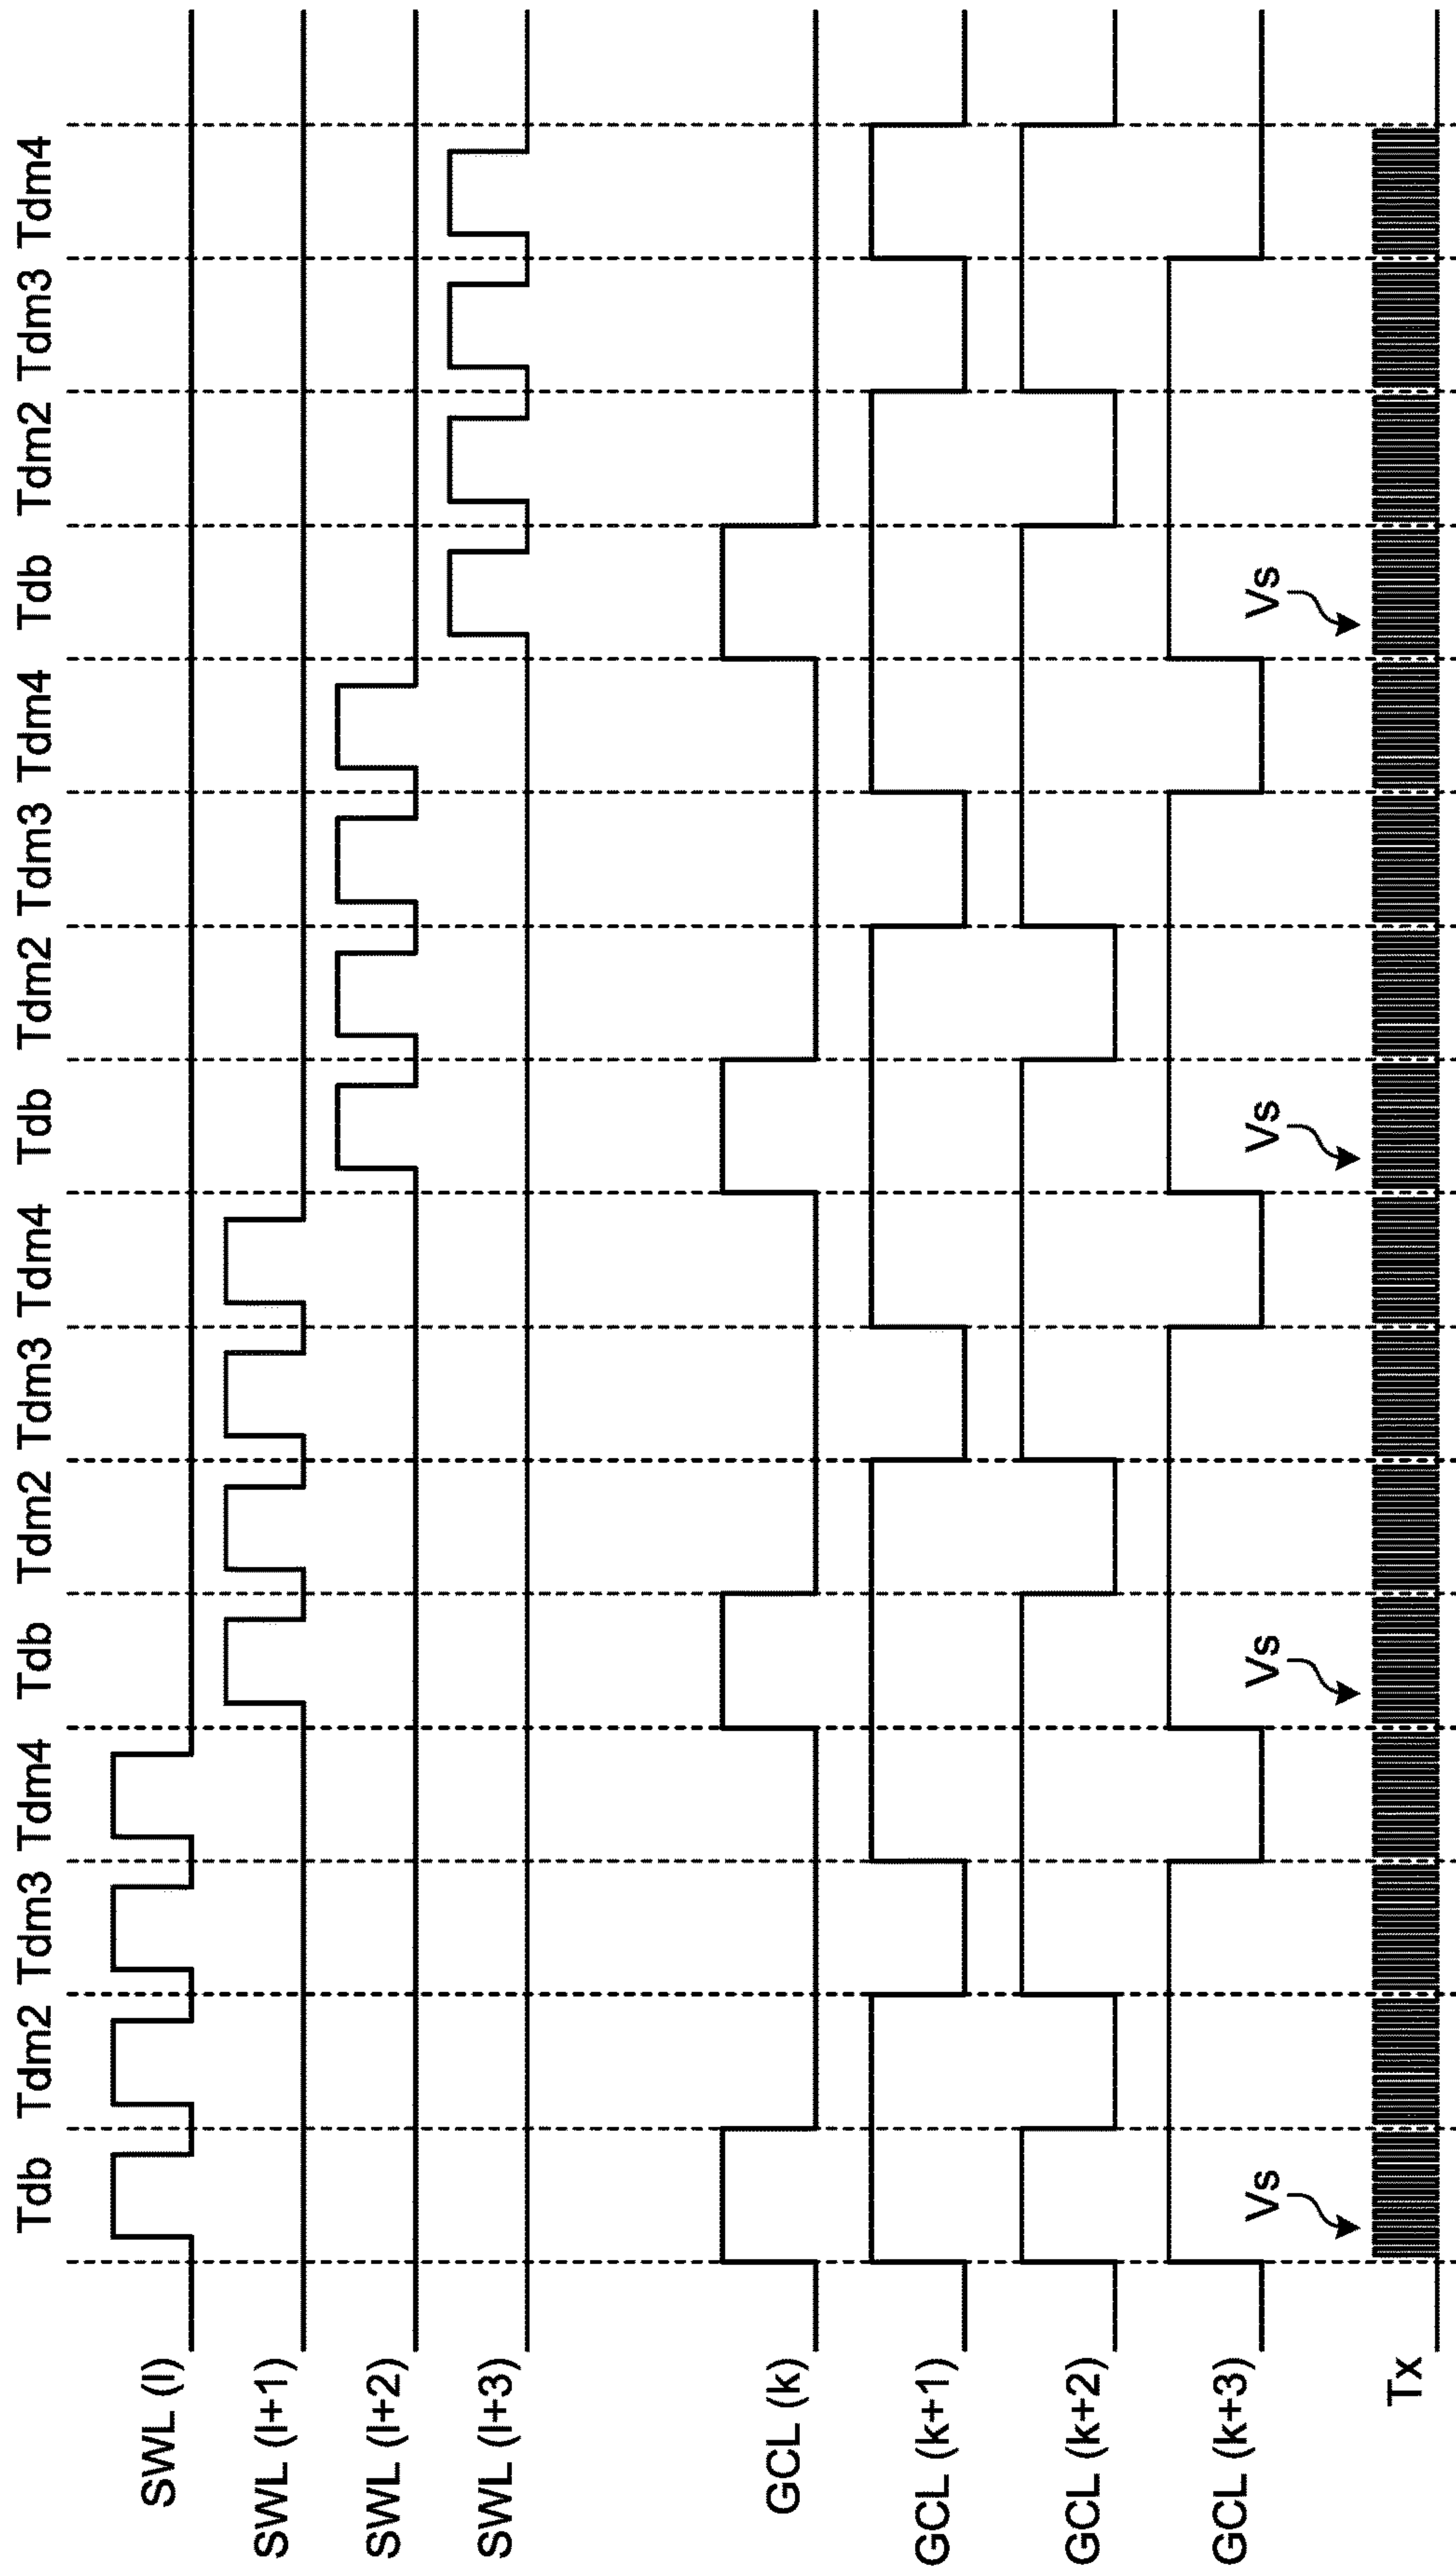 Tdb Tdm2 Tdm3 Tdm4 Tdb Tdm2 Tdm3 Tdm4 Tdb Tdm2 Tdm3 Tdm4 Tdb Tdm2 Tdm3 Tdm4
SWL (l)
SWL (l+1)
SWL (l+2)
SWL (l+3)
GCL (k)
GCL (k+1)
GCL (k+2)
GCL (k+3)
Vs Vs Vs Vs
Tx